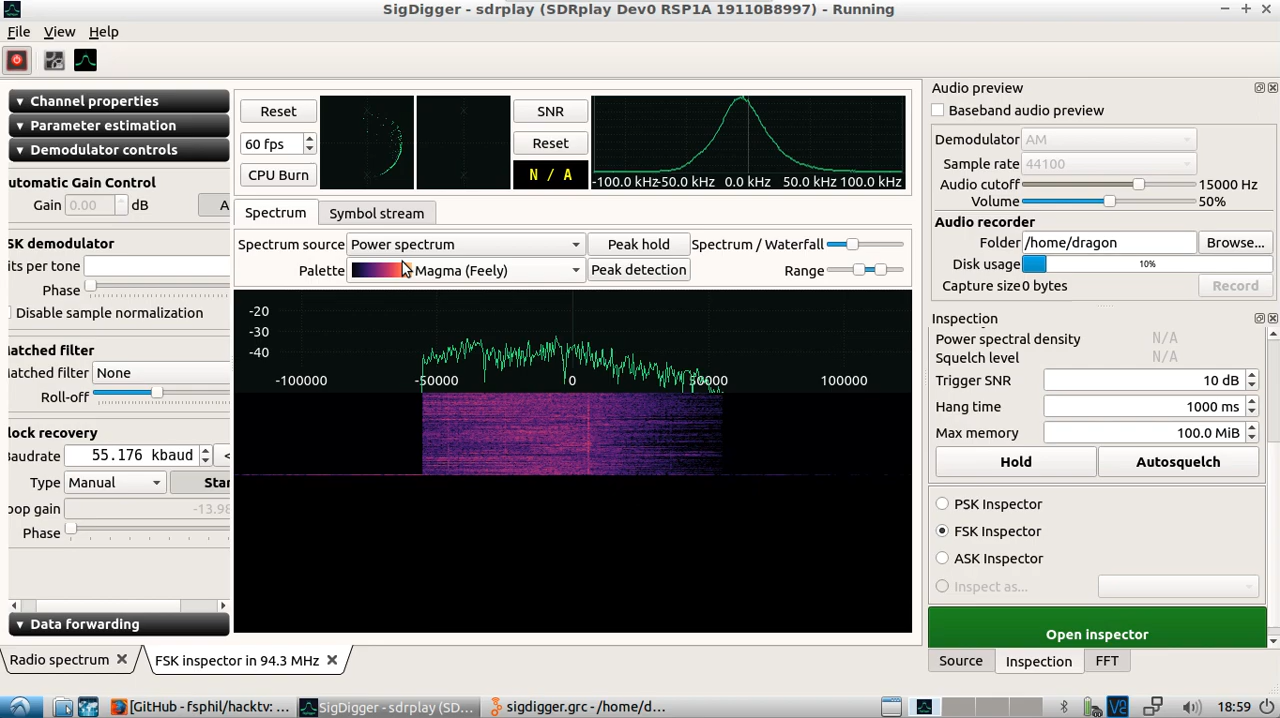 SigDigger - sdrplay (SDRplay Dev0 RSP1A 19110B8997) - Running
File View Help
Channel properties
Parameter estimation
Demodulator controls
utomatic Gain Control
Gain 0.00 dB A
SK demodulator
its per tone
Phase
Disable sample normalization
atched filter
atched filter None
Roll-off
lock recovery
Baudrate 55.176 kbaud <
Type Manual Star
oop gain -13.98
Phase
Data forwarding
Reset
60 fps
CPU Burn
SNR
Reset
N / A
-100.0 kHz -50.0 kHz 0.0 kHz 50.0 kHz 100.0 kHz
Spectrum Symbol stream
Spectrum source Power spectrum Peak hold Spectrum / Waterfall
Palette Magma (Feely) Peak detection Range
-20
-30
-40
-100000 -50000 0 50000 100000
Audio preview
Baseband audio preview
Demodulator AM
Sample rate 44100
Audio cutoff 15000 Hz
Volume 50%
Audio recorder
Folder /home/dragon Browse...
Disk usage 10%
Capture size 0 bytes Record
Inspection
Power spectral density N/A
Squelch level N/A
Trigger SNR 10 dB
Hang time 1000 ms
Max memory 100.0 MiB
Hold Autosquelch
PSK Inspector
FSK Inspector
ASK Inspector
Inspect as...
Open inspector
Source Inspection FFT
Radio spectrum FSK inspector in 94.3 MHz
[GitHub - fsphil/hacktv: ... SigDigger - sdrplay (SD... sigdigger.grc - /home/d... V2 18:59